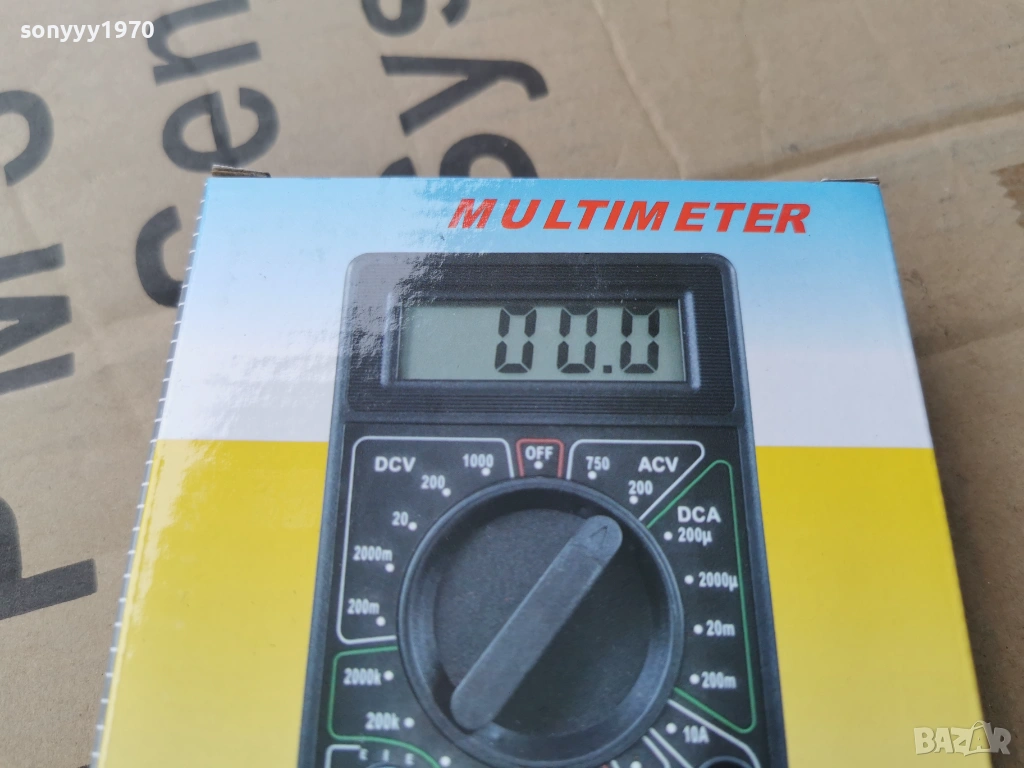 sonyyy1970
MULTIMETER
00.0
OFF
DCV
1000
200
20
2000m
200m
2000k
200k
750
ACV
200
DCA
200µ
2000µ
20m
200m
10A
BAZAR